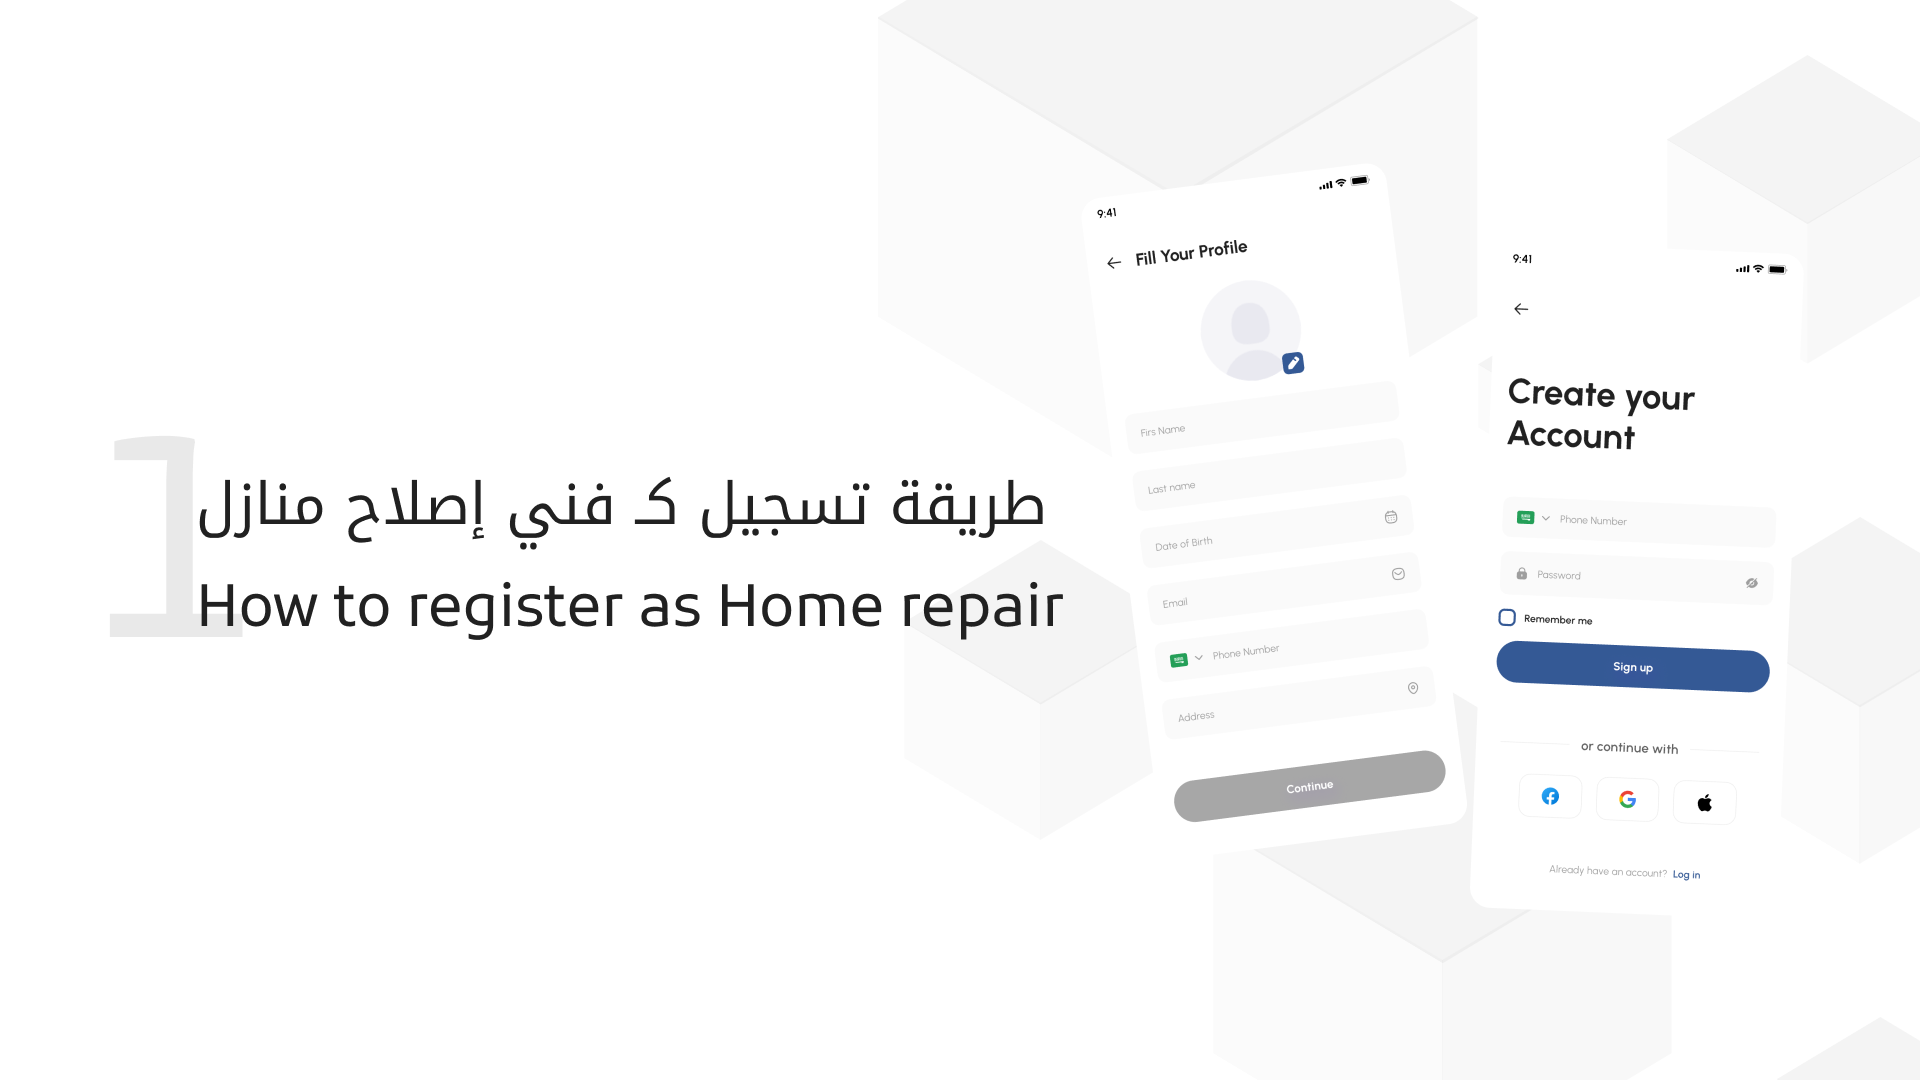 1
طريقة تسجيل كـ فني إصلاح منازل
How to register as Home repair
9:41
Fill Your Profile
Firs Name
Last name
Date of Birth
Email
Phone Number
Address
Continue
9:41
Create your
Account
Phone Number
Password
Remember me
Sign up
or continue with
Already have an account? Log in